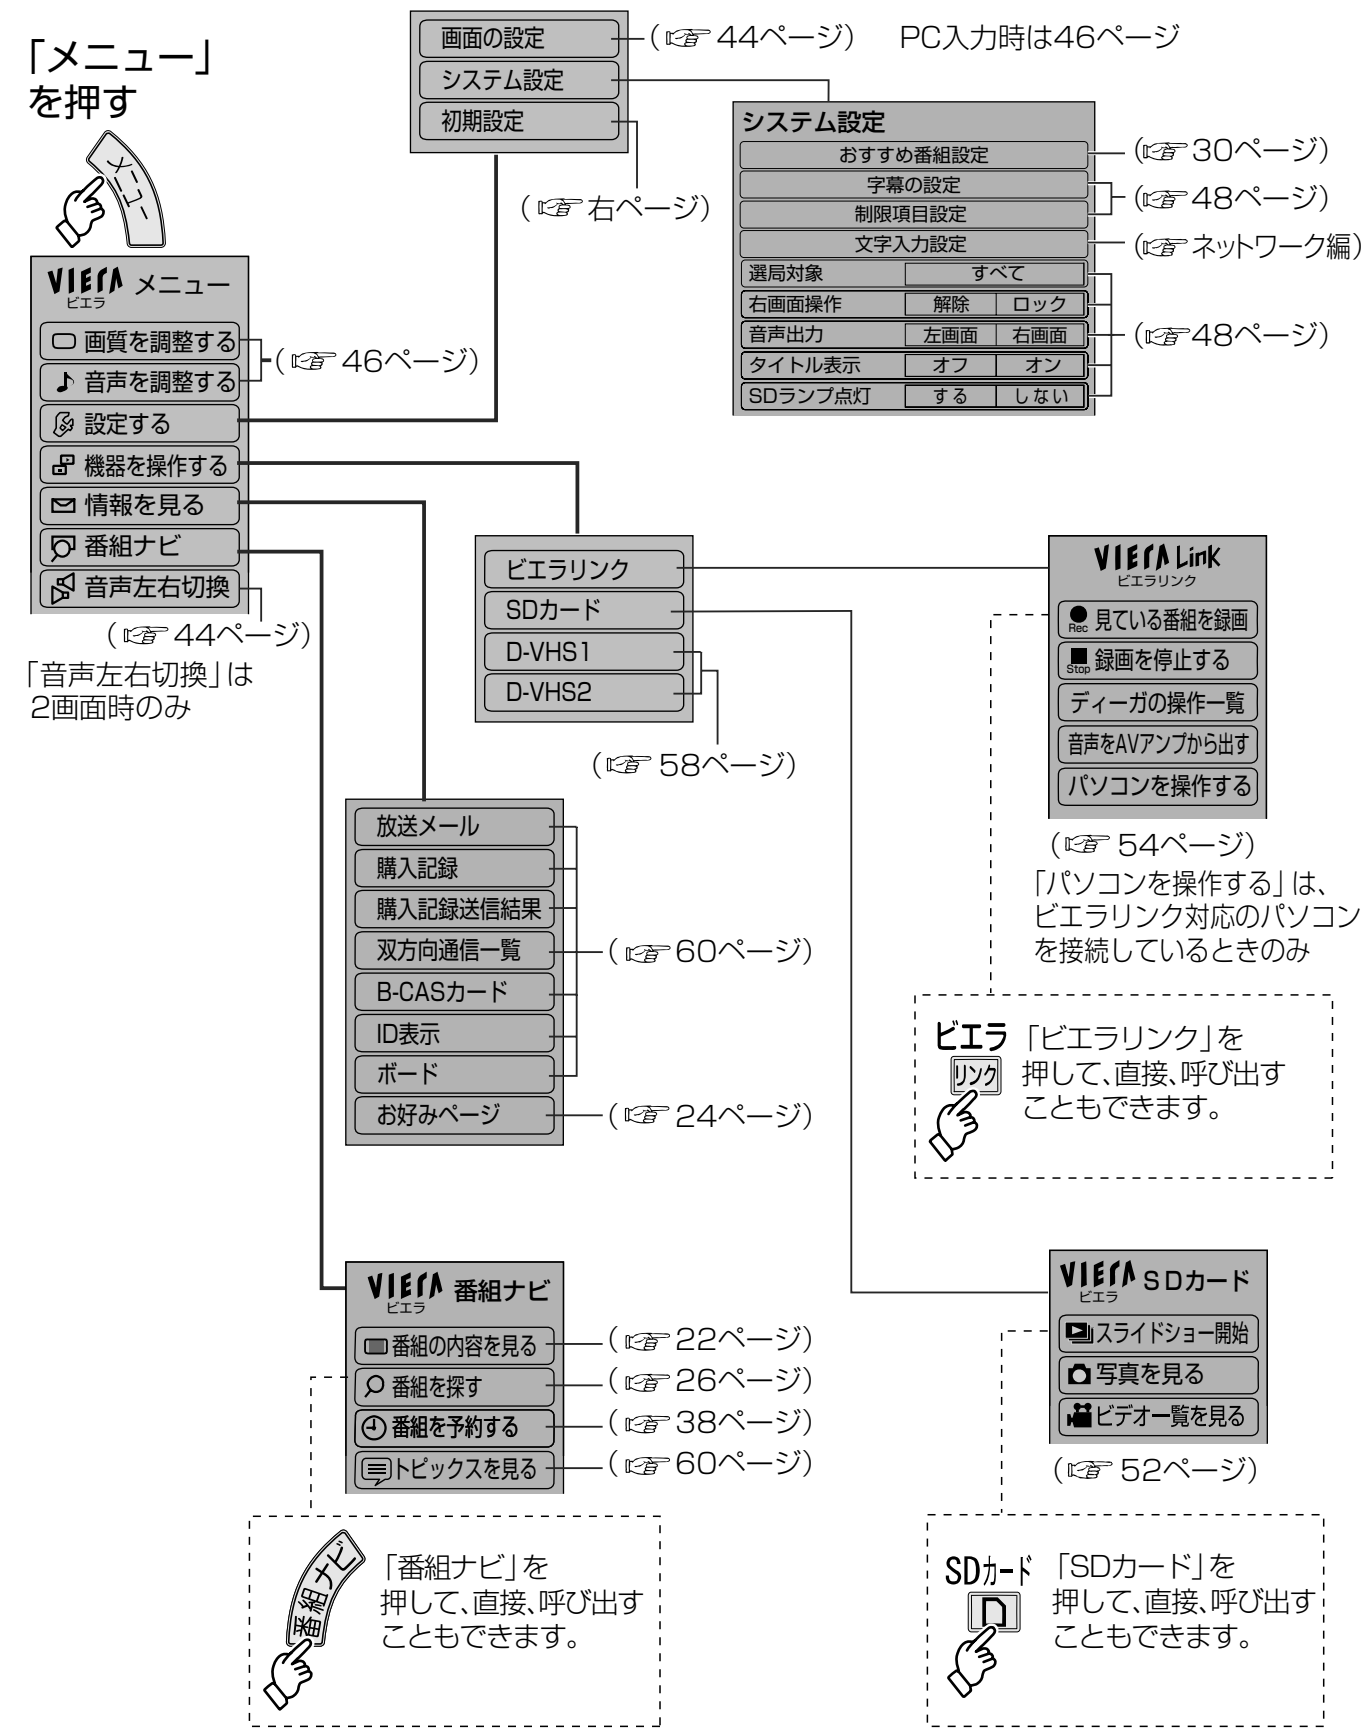 「メニュー」
を押す
メニュー
画面の設定
(☞ 44ページ)
PC入力時は46ページ
システム設定
初期設定
(☞ 右ページ)
システム設定
おすすめ番組設定
(☞ 30ページ)
字幕の設定
制限項目設定
(☞ 48ページ)
文字入力設定
(☞ ネットワーク編)
選局対象 すべて
右画面操作 解除 ロック
音声出力 左画面 右画面
(☞ 48ページ)
タイトル表示 オフ オン
SDランプ点灯 する しない
VIErA メニュー
ビエラ
画質を調整する
音声を調整する
(☞ 46ページ)
設定する
機器を操作する
情報を見る
番組ナビ
音声左右切換
(☞ 44ページ)
「音声左右切換」は
2画面時のみ
ビエラリンク
SDカード
D-VHS1
D-VHS2
(☞ 58ページ)
VIErA Link
ビエラリンク
Rec 見ている番組を録画
Stop 録画を停止する
ディーガの操作一覧
音声をAVアンプから出す
パソコンを操作する
(☞ 54ページ)
「パソコンを操作する」は、
ビエラリンク対応のパソコン
を接続しているときのみ
ビエラ
リンク
「ビエラリンク」を
押して、直接、呼び出す
こともできます。
放送メール
購入記録
購入記録送信結果
双方向通信一覧
(☞ 60ページ)
B-CASカード
ID表示
ボード
お好みページ
(☞ 24ページ)
VIErA 番組ナビ
ビエラ
番組の内容を見る
(☞ 22ページ)
番組を探す
(☞ 26ページ)
番組を予約する
(☞ 38ページ)
トピックスを見る
(☞ 60ページ)
番組ナビ
「番組ナビ」を
押して、直接、呼び出す
こともできます。
VIErA SDカード
ビエラ
スライドショー開始
写真を見る
ビデオ一覧を見る
(☞ 52ページ)
SDカード
「SDカード」を
押して、直接、呼び出す
こともできます。